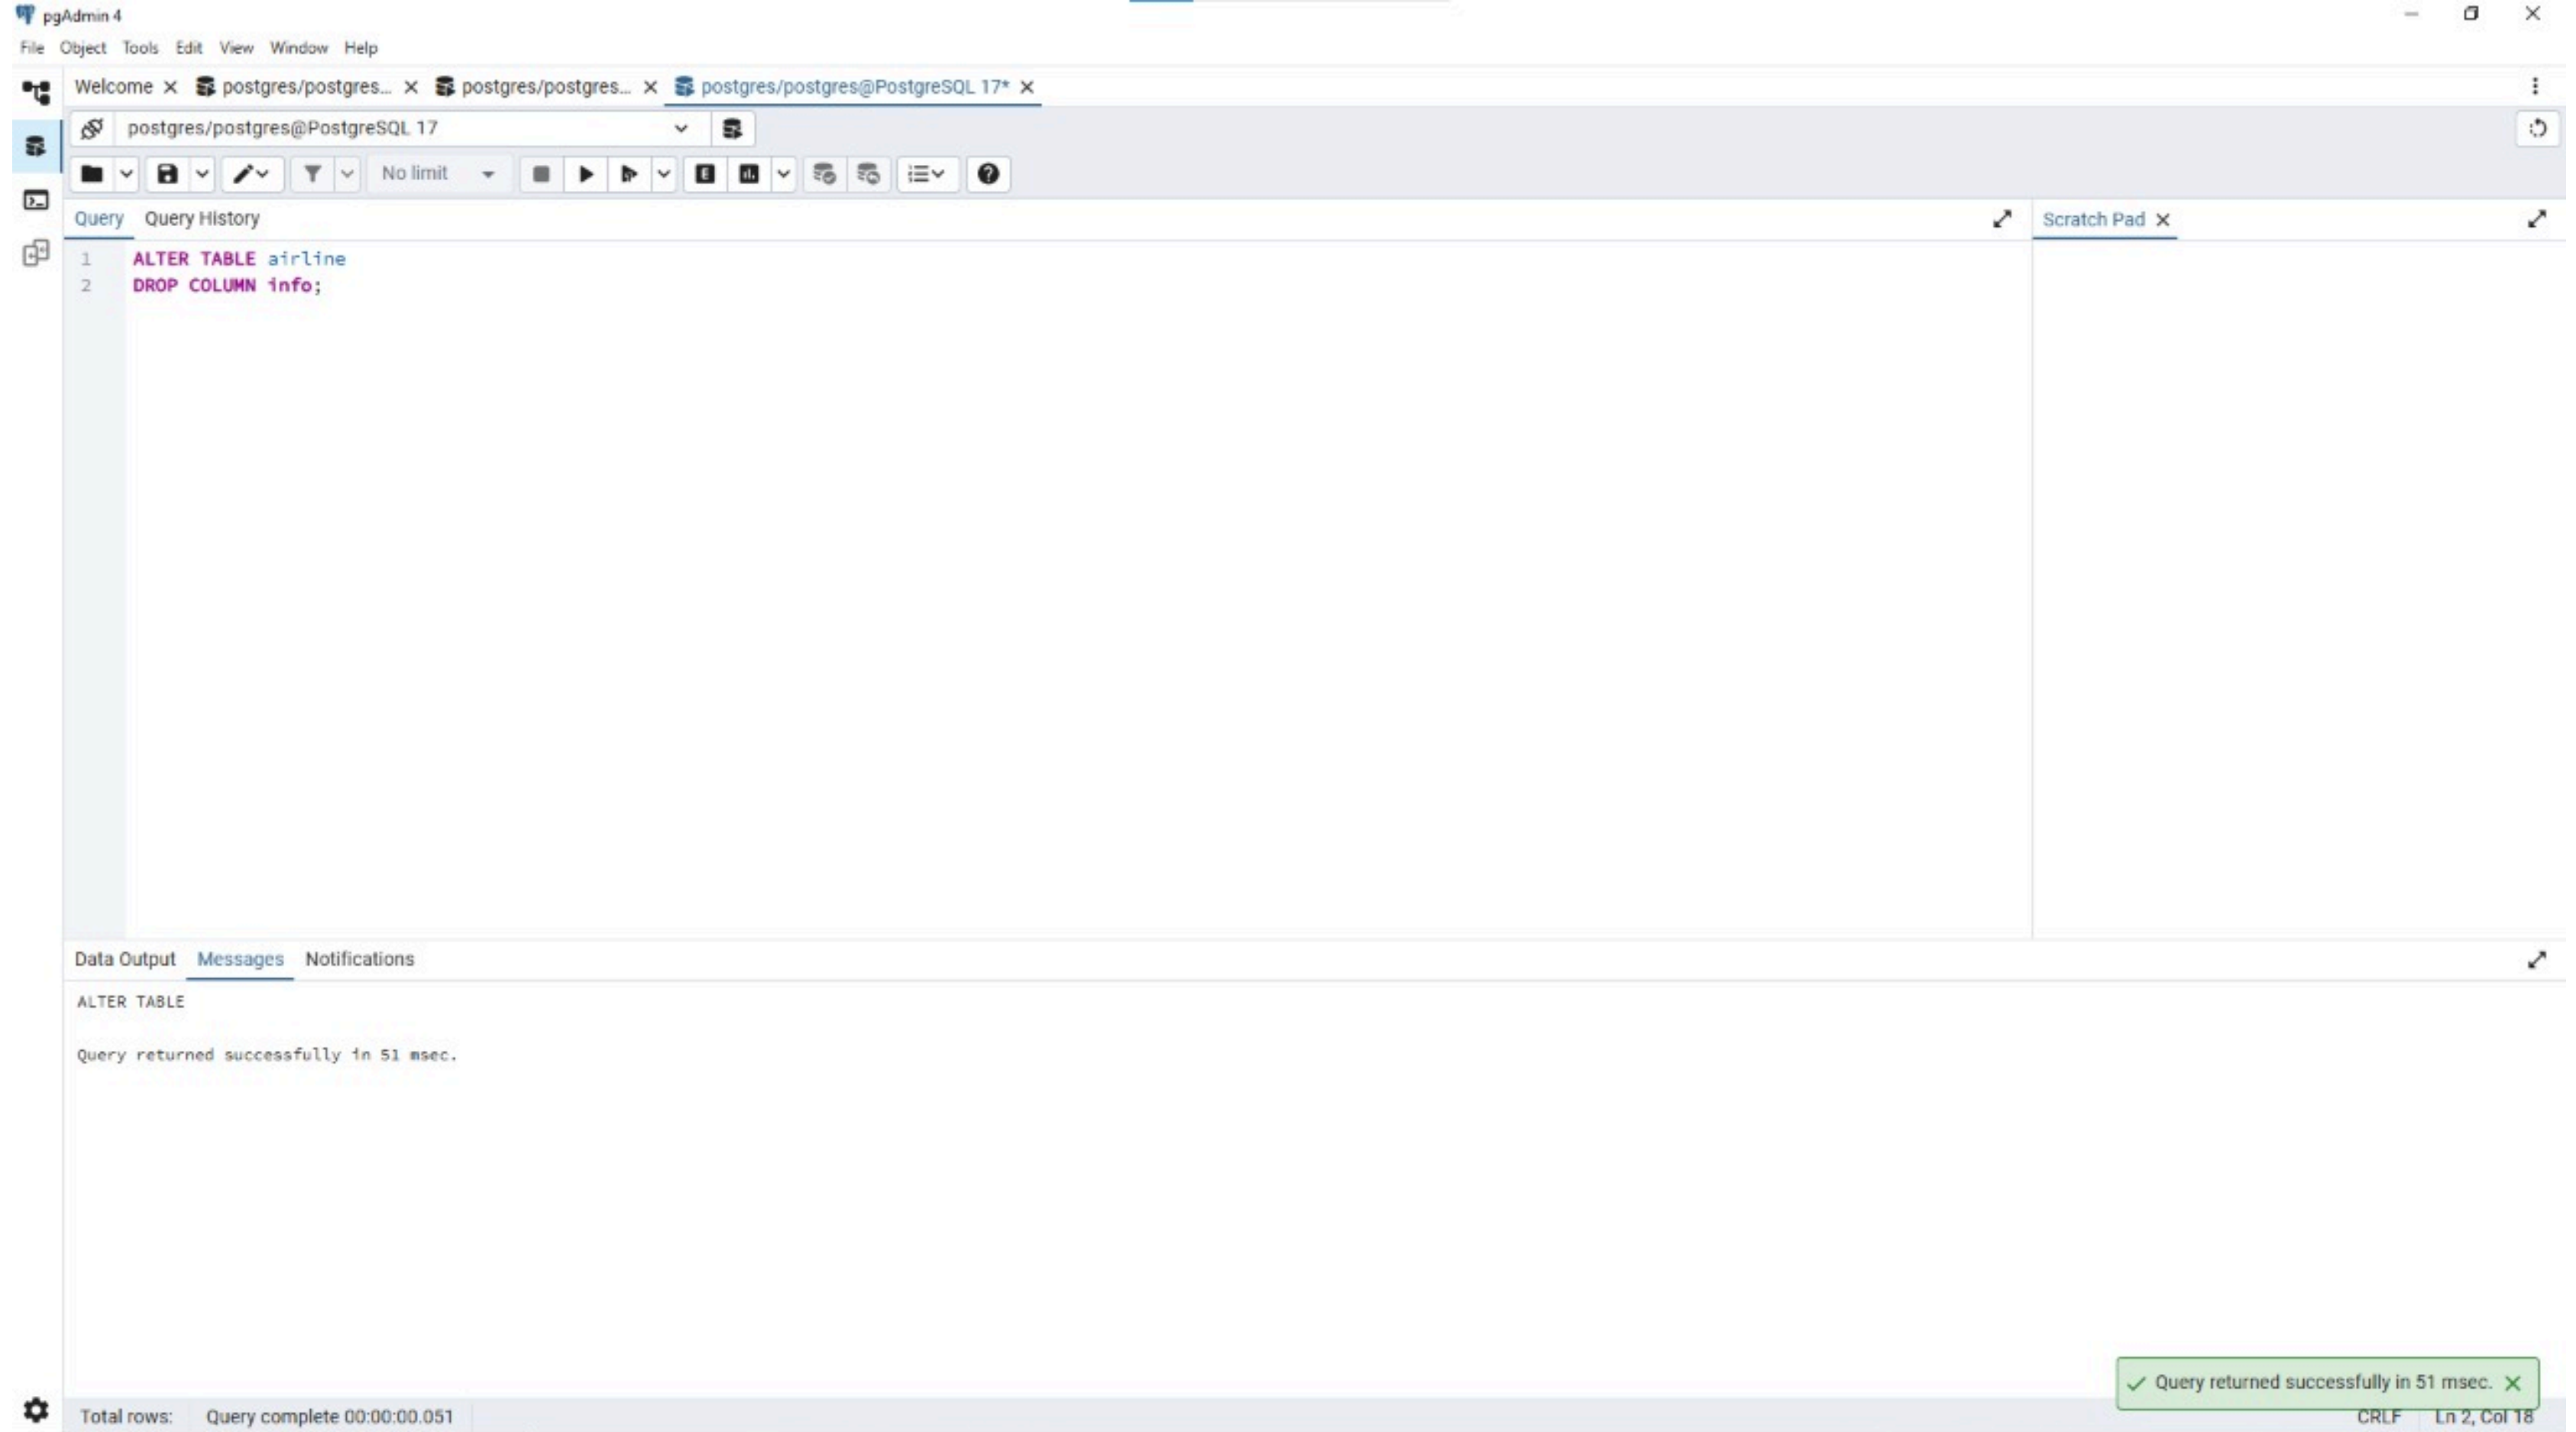 pgAdmin 4
File Object Tools Edit View Window Help
Welcome postgres/postgres... postgres/postgres... postgres/postgres@PostgreSQL 17*
postgres/postgres@PostgreSQL 17
No limit
Query Query History Scratch Pad
1 ALTER TABLE airline
2 DROP COLUMN info;
Data Output Messages Notifications
ALTER TABLE
Query returned successfully in 51 msec.
Query returned successfully in 51 msec.
Total rows: Query complete 00:00:00.051 CRLF Ln 2, Col 18